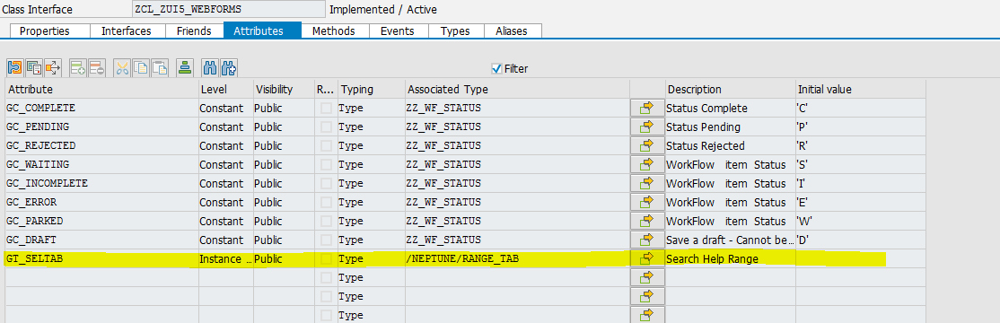 Class Interface ZCL_ZUI5_WEBFORMS Implemented / Active
Properties Interfaces Friends Attributes Methods Events Types Aliases
Filter
Attribute Level Visibility R... Typing Associated Type Description Initial value
GC_COMPLETE Constant Public Type ZZ_WF_STATUS Status Complete 'C'
GC_PENDING Constant Public Type ZZ_WF_STATUS Status Pending 'P'
GC_REJECTED Constant Public Type ZZ_WF_STATUS Status Rejected 'R'
GC_WAITING Constant Public Type ZZ_WF_STATUS WorkFlow item Status 'S'
GC_INCOMPLETE Constant Public Type ZZ_WF_STATUS WorkFlow item Status 'I'
GC_ERROR Constant Public Type ZZ_WF_STATUS WorkFlow item Status 'E'
GC_PARKED Constant Public Type ZZ_WF_STATUS WorkFlow item Status 'W'
GC_DRAFT Constant Public Type ZZ_WF_STATUS Save a draft - Cannot be... 'D'
GT_SELTAB Instance ... Public Type /NEPTUNE/RANGE_TAB Search Help Range
Type
Type
Type